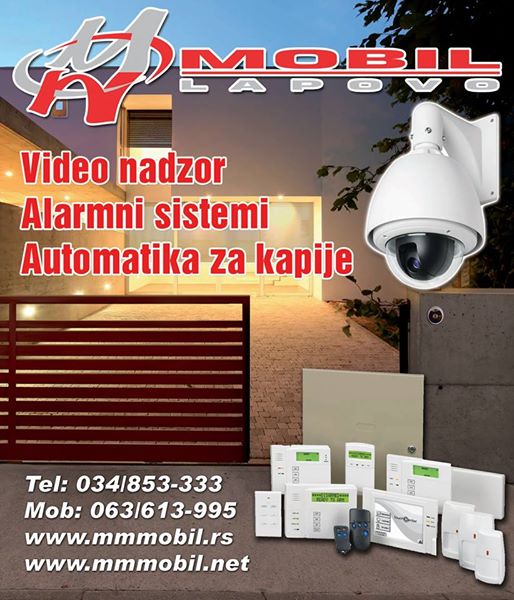 MM MOBIL
LAPOVO
Video nadzor
Alarmni sistemi
Automatika za kapije
Tel: 034/853-333
Mob: 063/613-995
www.mmmobil.rs
www.mmmobil.net